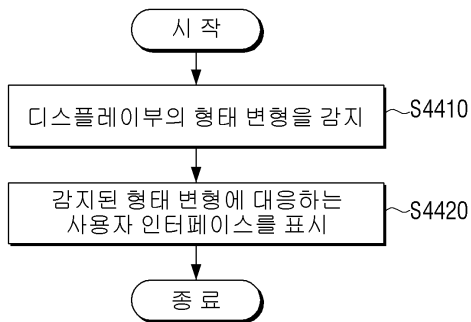 시 작
디스플레이부의 형태 변형을 감지
S4410
감지된 형태 변형에 대응하는
사용자 인터페이스를 표시
S4420
종 료